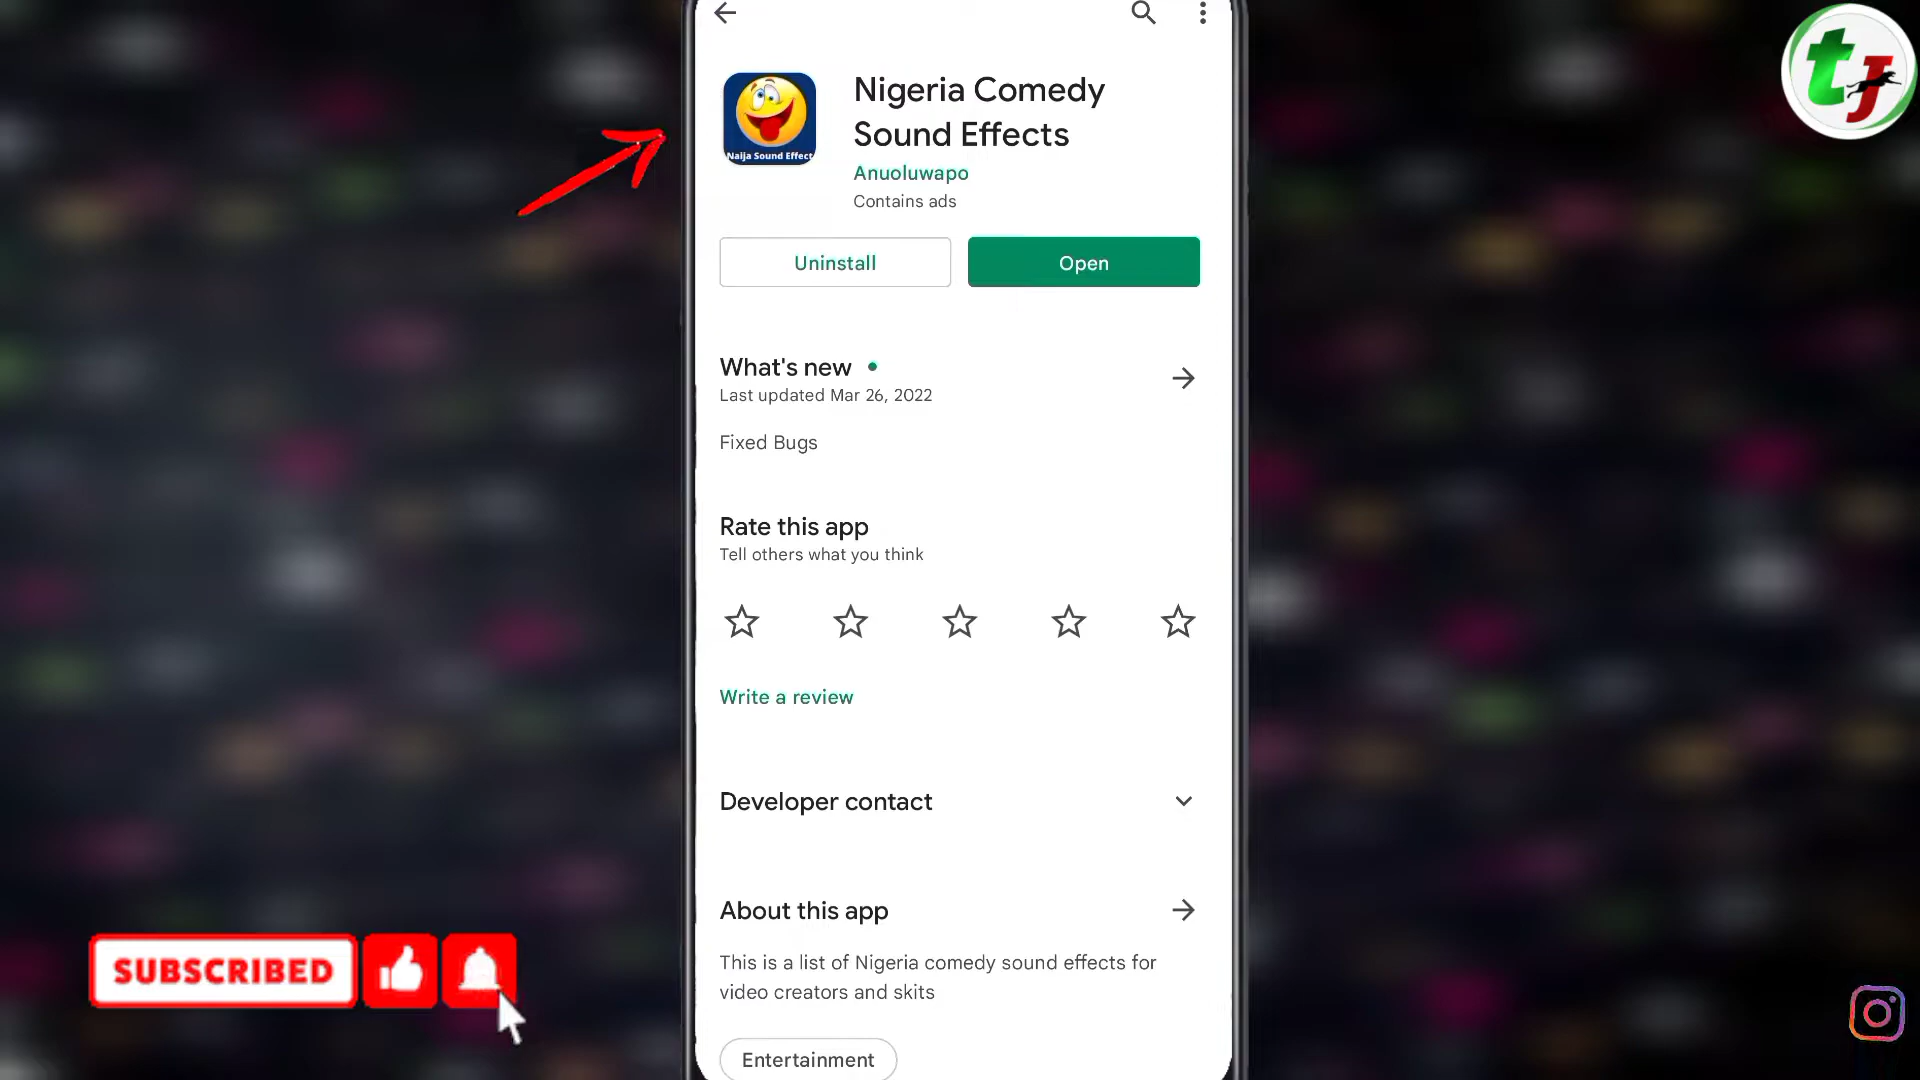 Nigeria Comedy
Sound Effects
Naija Sound Effect
Anuoluwapo
Contains ads
Uninstall
Open
What's new
Last updated Mar 26, 2022
Fixed Bugs
Rate this app
Tell others what you think
Write a review
Developer contact
About this app
This is a list of Nigeria comedy sound effects for
video creators and skits
Entertainment
SUBSCRIBED
tJ